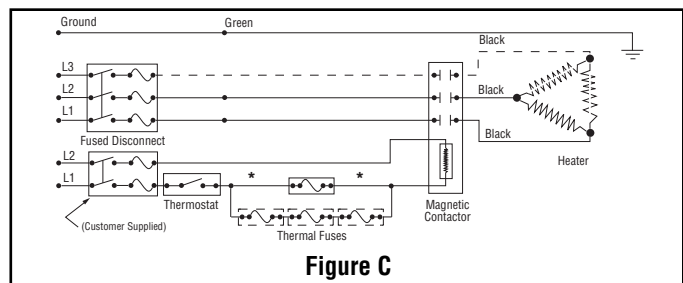 Ground
Green
Black
L3
L2
Black
L1
Black
Fused Disconnect
Heater
L2
*
*
L1
Thermostat
Magnetic
Contactor
(Customer Supplied)
Thermal Fuses
Figure C